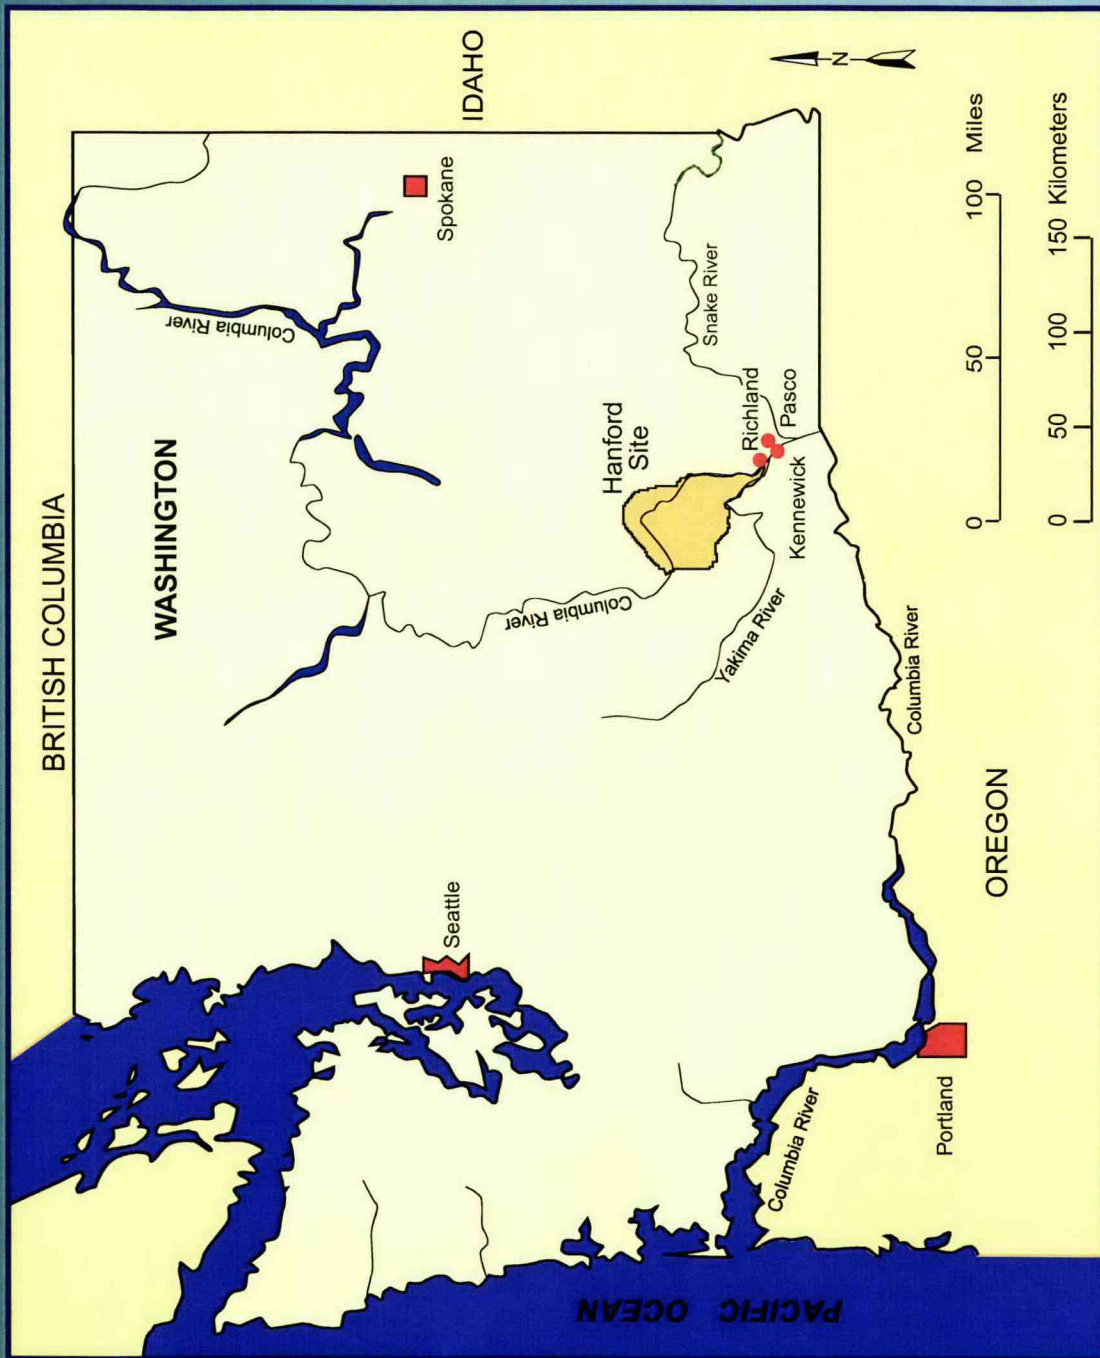 BRITISH COLUMBIA
WASHINGTON
IDAHO
N
Columbia River
Spokane
Seattle
Hanford
Site
Columbia River
Snake River
Richland
Pasco
Kennewick
Yakima River
Columbia River
Columbia River
Portland
OREGON
PACIFIC OCEAN
0 50 100 Miles
0 50 100 150 Kilometers